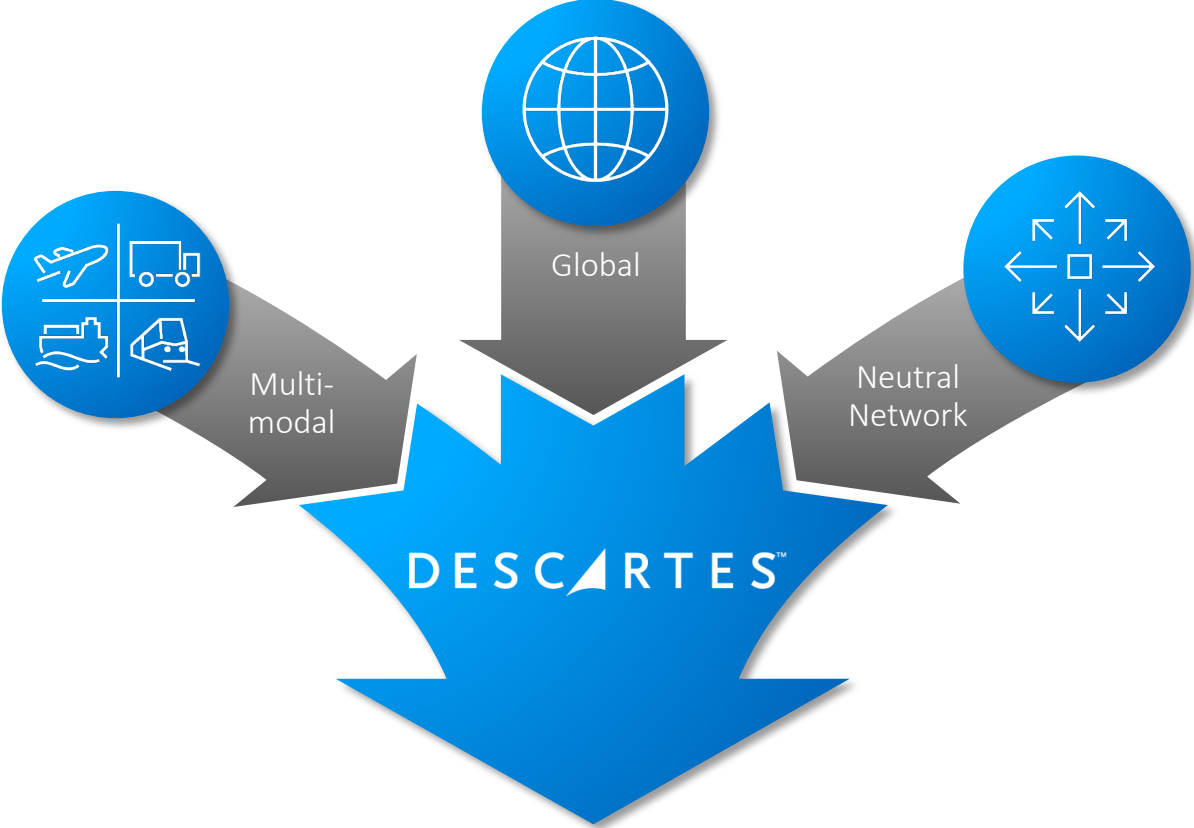 Global
Multi-
modal
Neutral
Network
DESCARTES™